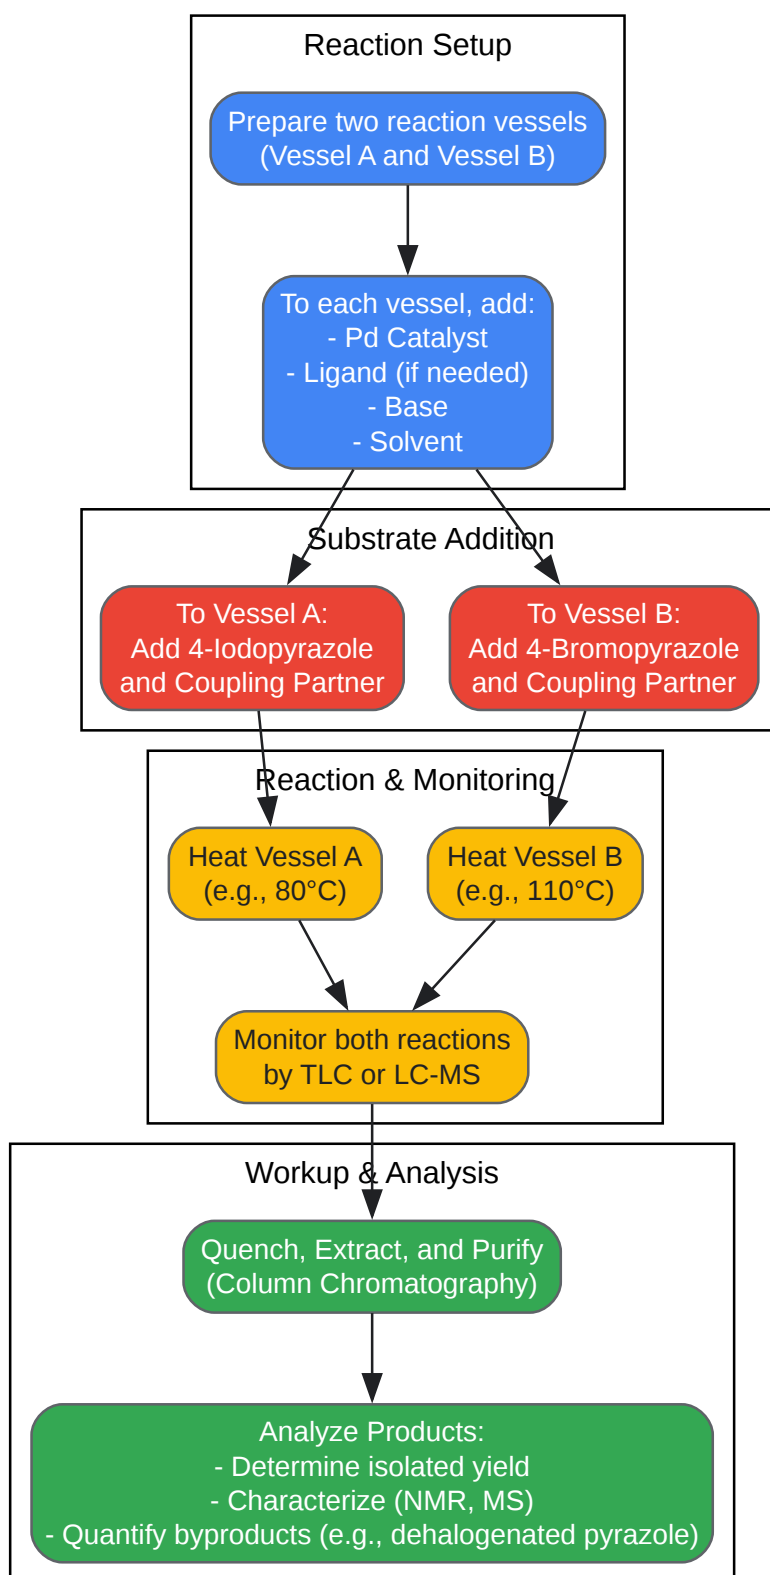 Reaction Setup
Prepare two reaction vessels
(Vessel A and Vessel B)
To each vessel, add:
- Pd Catalyst
- Ligand (if needed)
- Base
- Solvent
Substrate Addition
To Vessel A:
Add 4-Iodopyrazole
and Coupling Partner
To Vessel B:
Add 4-Bromopyrazole
and Coupling Partner
Reaction & Monitoring
Heat Vessel A
(e.g., 80°C)
Heat Vessel B
(e.g., 110°C)
Monitor both reactions
by TLC or LC-MS
Workup & Analysis
Quench, Extract, and Purify
(Column Chromatography)
Analyze Products:
- Determine isolated yield
- Characterize (NMR, MS)
- Quantify byproducts (e.g., dehalogenated pyrazole)